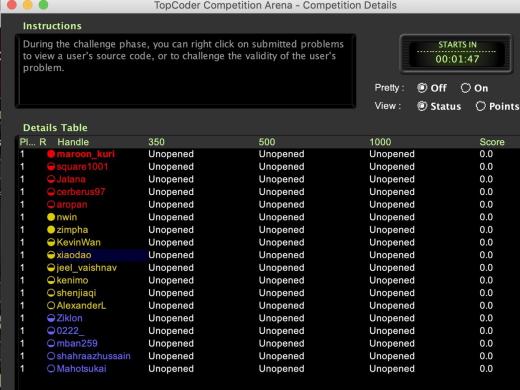 TopCoder Competition Arena - Competition Details
Instructions
During the challenge phase, you can right click on submitted problems
to view a user's source code, or to challenge the validity of the user's
problem.
STARTS IN
00:01:47
Pretty : Off On
View : Status Points
Details Table
Pl... R Handle 350 500 1000 Score
1 maroon_kuri Unopened Unopened Unopened 0.0
1 square1001 Unopened Unopened Unopened 0.0
1 Jatana Unopened Unopened Unopened 0.0
1 cerberus97 Unopened Unopened Unopened 0.0
1 aropan Unopened Unopened Unopened 0.0
1 nwin Unopened Unopened Unopened 0.0
1 zimpha Unopened Unopened Unopened 0.0
1 KevinWan Unopened Unopened Unopened 0.0
1 xiaodao Unopened Unopened Unopened 0.0
1 jeel_vaishnav Unopened Unopened Unopened 0.0
1 kenimo Unopened Unopened Unopened 0.0
1 shenjiaqi Unopened Unopened Unopened 0.0
1 AlexanderL Unopened Unopened Unopened 0.0
1 Ziklon Unopened Unopened Unopened 0.0
1 0222_ Unopened Unopened Unopened 0.0
1 mban259 Unopened Unopened Unopened 0.0
1 shahraazhussain Unopened Unopened Unopened 0.0
1 Mahotsukai Unopened Unopened Unopened 0.0